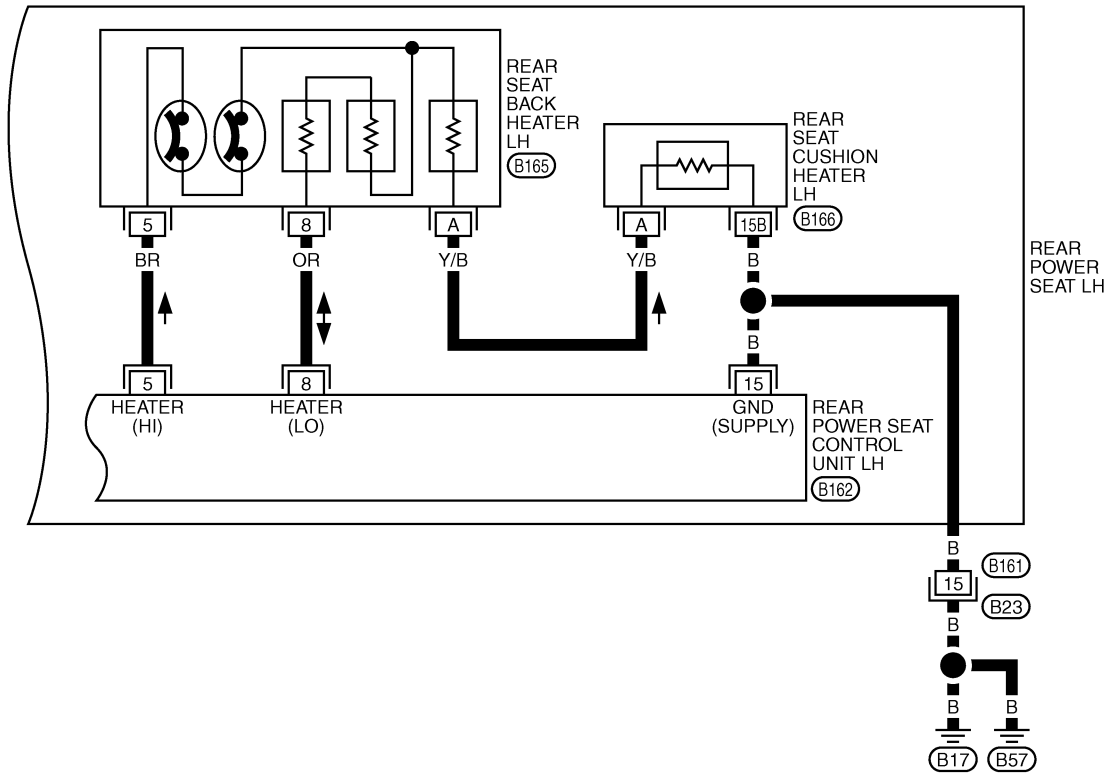 REAR
SEAT
BACK
HEATER
LH
B165
REAR
SEAT
CUSHION
HEATER
LH
B166
5
8
A
A
15B
BR
OR
Y/B
Y/B
B
REAR
POWER
SEAT LH
B
5
8
15
HEATER
(HI)
HEATER
(LO)
GND
(SUPPLY)
REAR
POWER SEAT
CONTROL
UNIT LH
B162
B
B161
15
B23
B
B
B
B17
B57